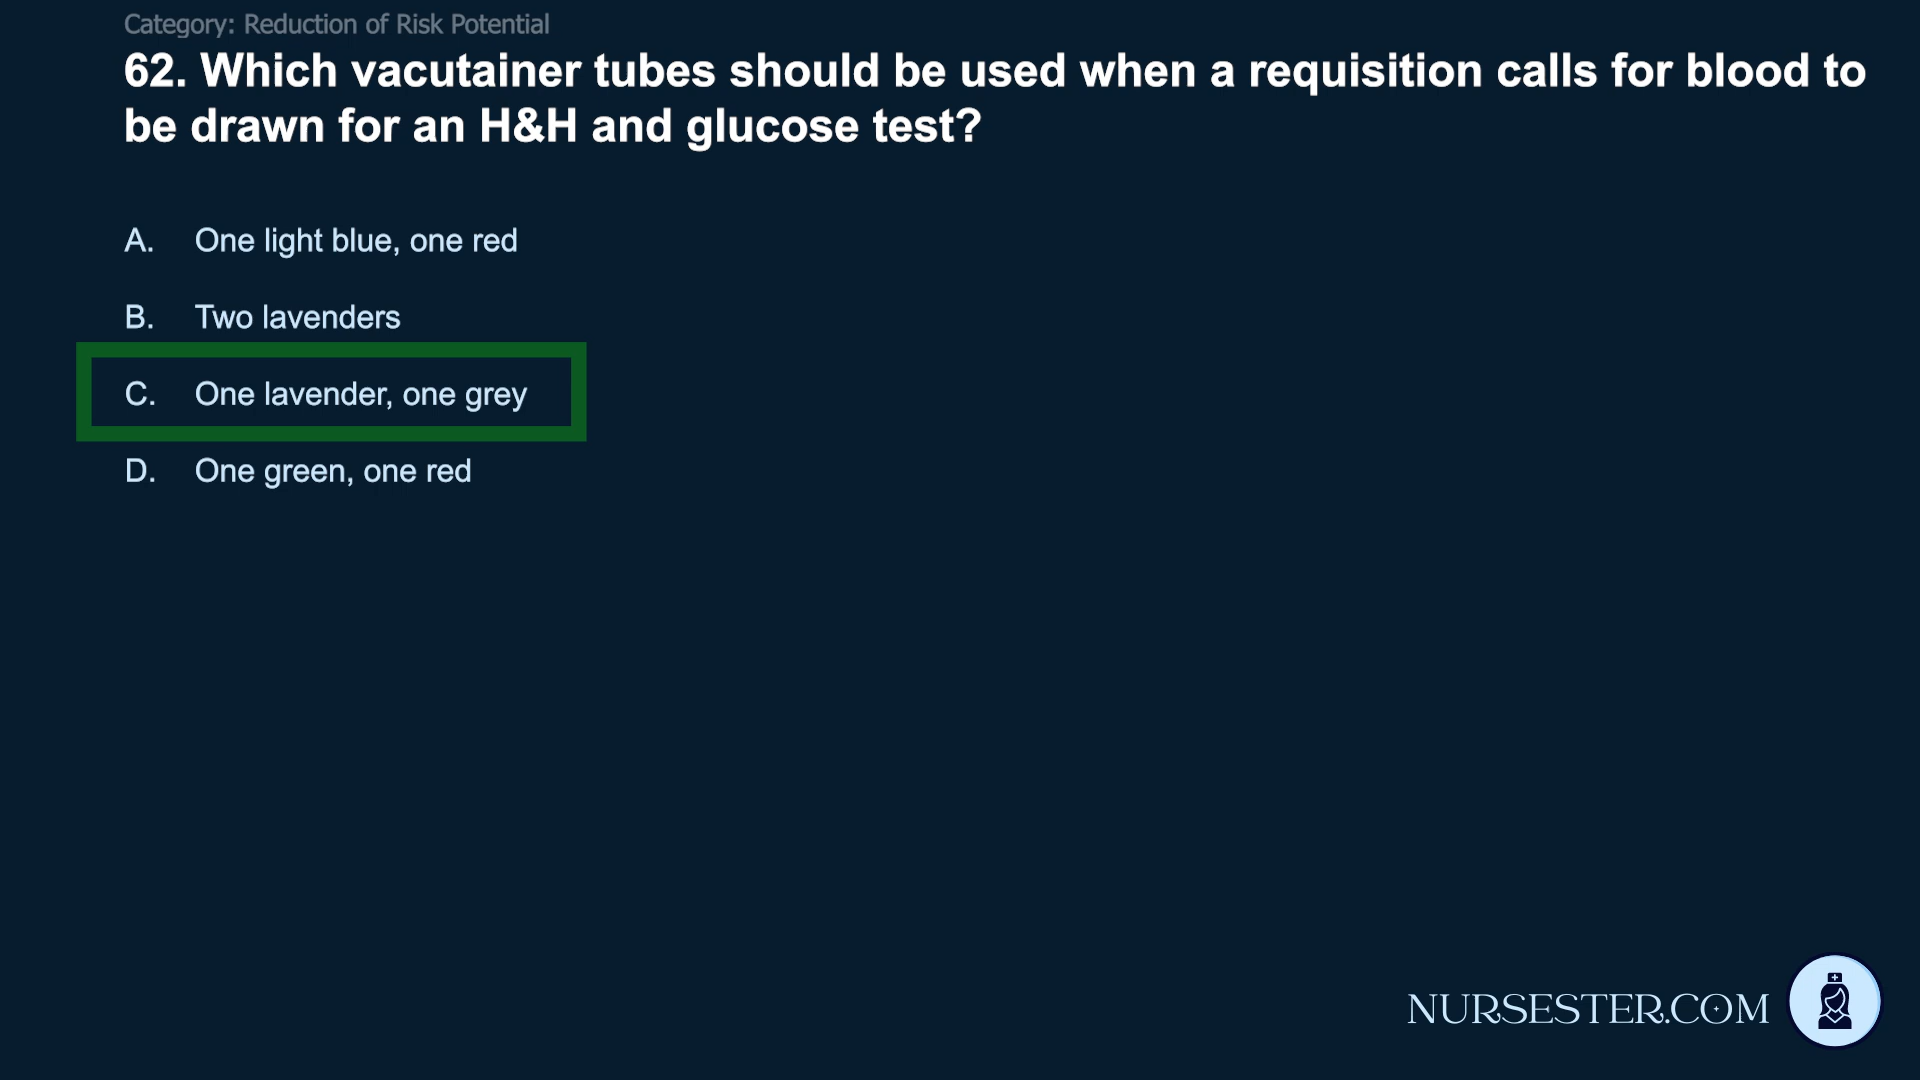 Category: Reduction of Risk Potential
62. Which vacutainer tubes should be used when a requisition calls for blood to
be drawn for an H&H and glucose test?
A. One light blue, one red
B. Two lavenders
C. One lavender, one grey
D. One green, one red
NURSESTER.COM